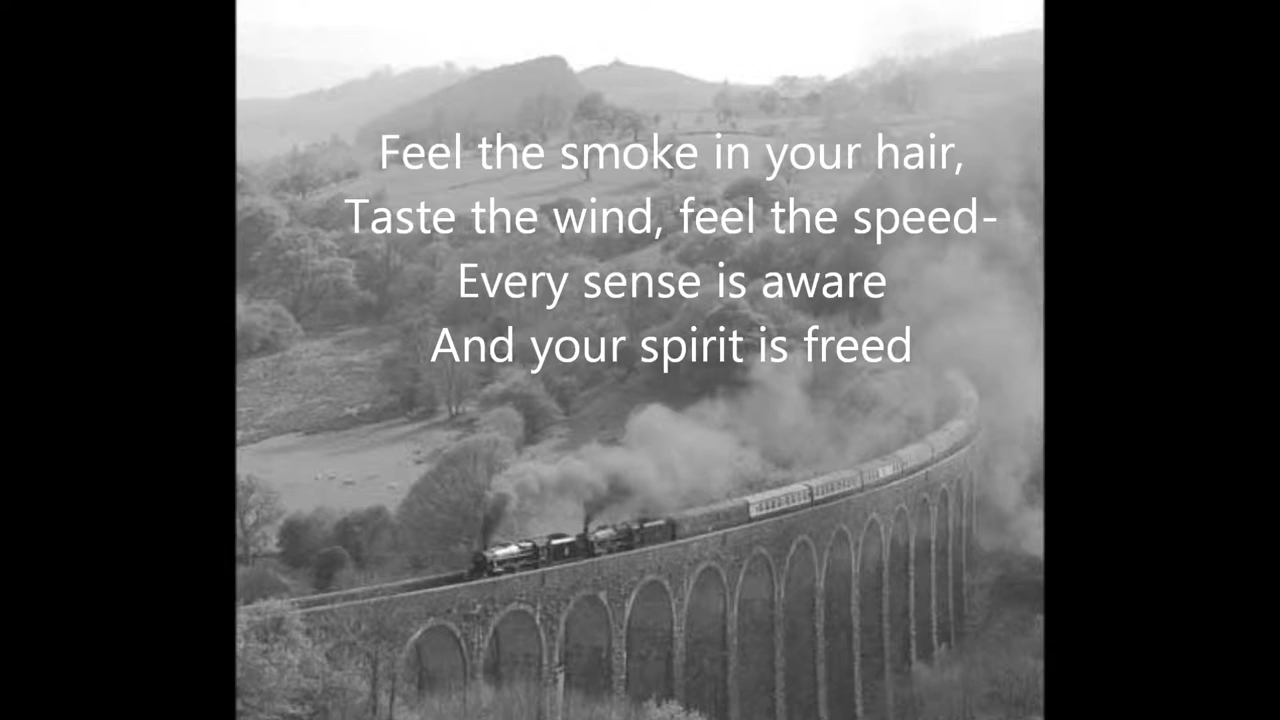 Feel the smoke in your hair,
Taste the wind, feel the speed-
Every sense is aware
And your spirit is freed